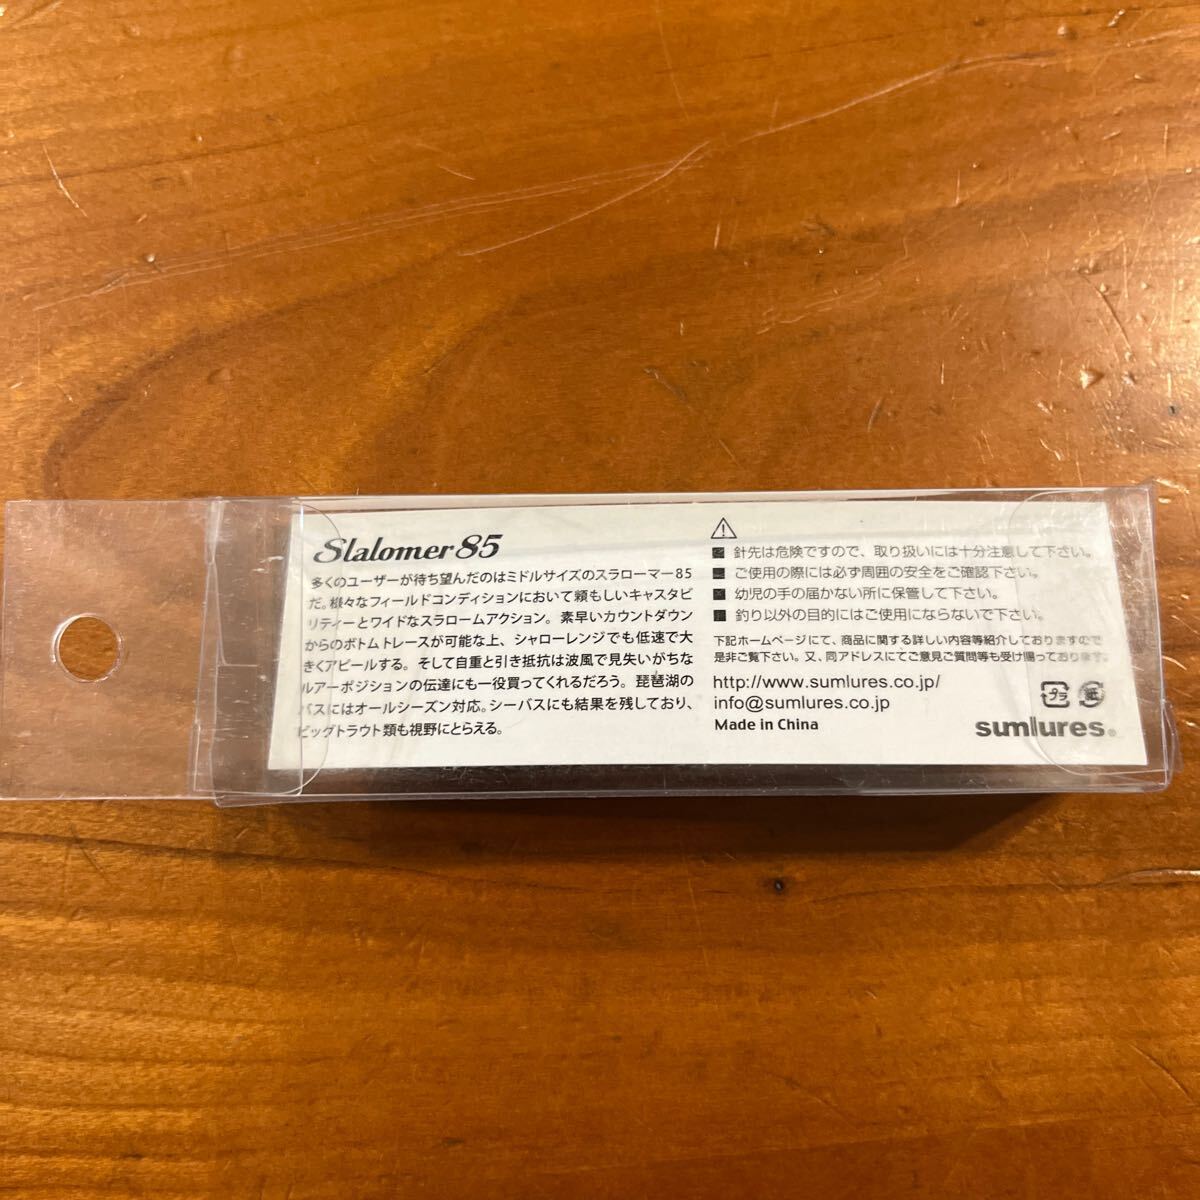 Slalomer 85
多くのユーザーが待ち望んだのはミドルサイズのスラローマー85
だ。様々なフィールドコンディションにおいて頼もしいキャスタビ
リティーとワイドなスラロームアクション。素早いカウントダウン
からのボトムトレースが可能な上、シャローレンジでも低速で大
きくアピールする。そして自重と引き抵抗は波風で見失いがちな
ルアーポジションの伝達にも一役買ってくれるだろう。琵琶湖の
バスにはオールシーズン対応。シーバスにも結果を残しており、
ビッグトラウト類も視野にとらえる。
■ 針先は危険ですので、取り扱いには十分注意して下さい。
■ ご使用の際には必ず周囲の安全をご確認下さい。
■ 幼児の手の届かない所に保管して下さい。
■ 釣り以外の目的にはご使用にならないで下さい。
下記ホームページにて、商品に関する詳しい内容等紹介しておりますので
是非ご覧下さい。又、同アドレスにてご意見ご質問等も受け賜っております。
http://www.sumlures.co.jp/
info@sumlures.co.jp
Made in China
プラ
紙
sumlures®